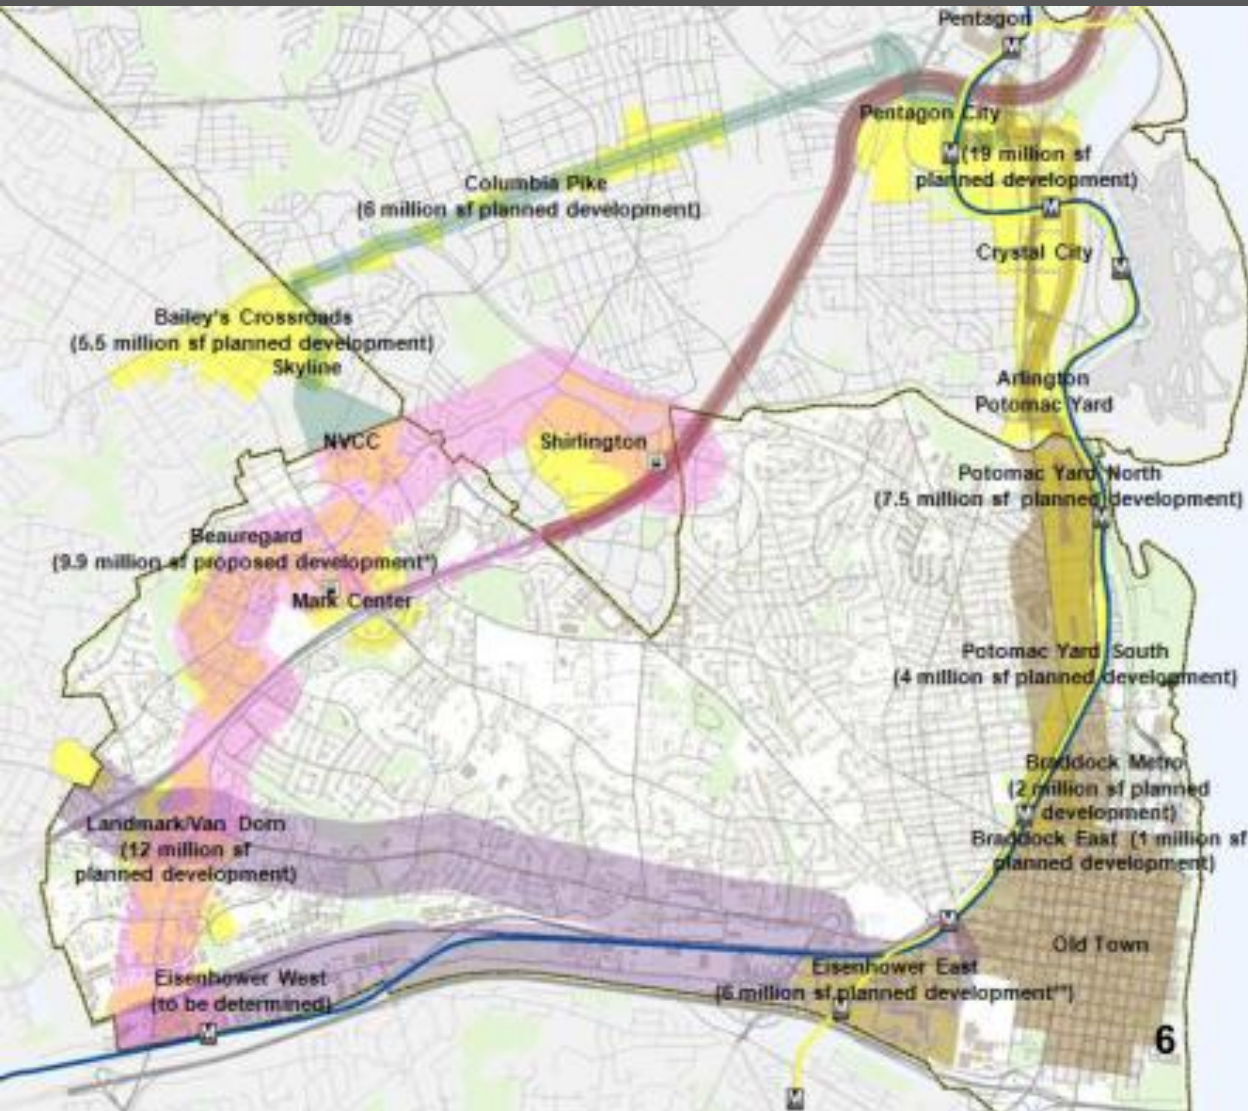 Pentagon
M
Pentagon City
M (19 million sf
planned development)
Columbia Pike
(6 million sf planned development)
M
Crystal City
M
Bailey's Crossroads
(5.5 million sf planned development)
Skyline
Arlington
Potomac Yard
NVCC
Shirlington
Potomac Yard North
(7.5 million sf planned development)
Beauregard
(9.9 million sf proposed development*)
Mark Center
Potomac Yard South
(4 million sf planned development)
Braddock Metro
(2 million sf planned
development)
M
Braddock East (1 million sf
planned development)
Landmark/Van Dorn
(12 million sf
planned development)
M
Old Town
Eisenhower East
(6 million sf planned development**)
Eisenhower West
(to be determined)
M
M
6
M